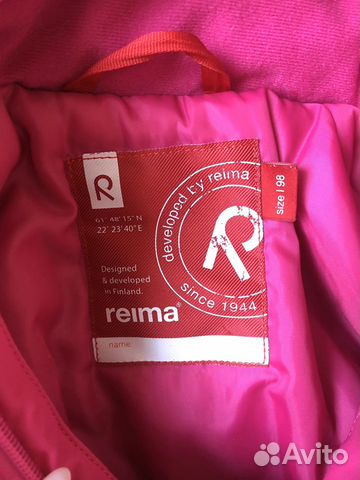 R
61° 48' 15" N
22° 23' 40" E
Designed
& developed
in Finland.
reima®
name
developed by reima
R
since 1944
size | 98
Avito